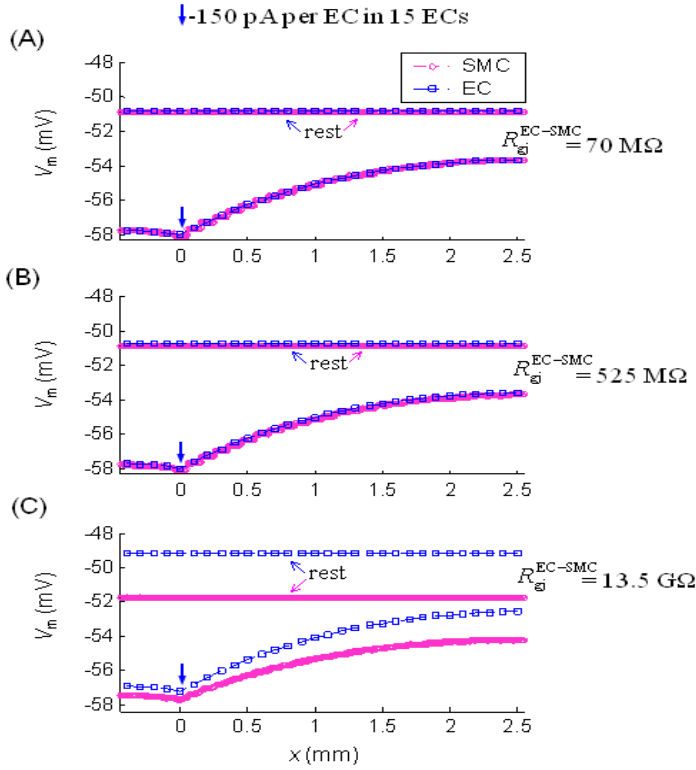 -150 pA per EC in 15 ECs
(A)
-48
-50
-52
-54
-56
-58
Vm (mV)
SMC
EC
rest
Rgj^EC-SMC = 70 MΩ
0 0.5 1 1.5 2 2.5
(B)
-48
-50
-52
-54
-56
-58
Vm (mV)
rest
Rgj^EC-SMC = 525 MΩ
0 0.5 1 1.5 2 2.5
(C)
-48
-50
-52
-54
-56
-58
Vm (mV)
rest
Rgj^EC-SMC = 13.5 GΩ
0 0.5 1 1.5 2 2.5
x (mm)